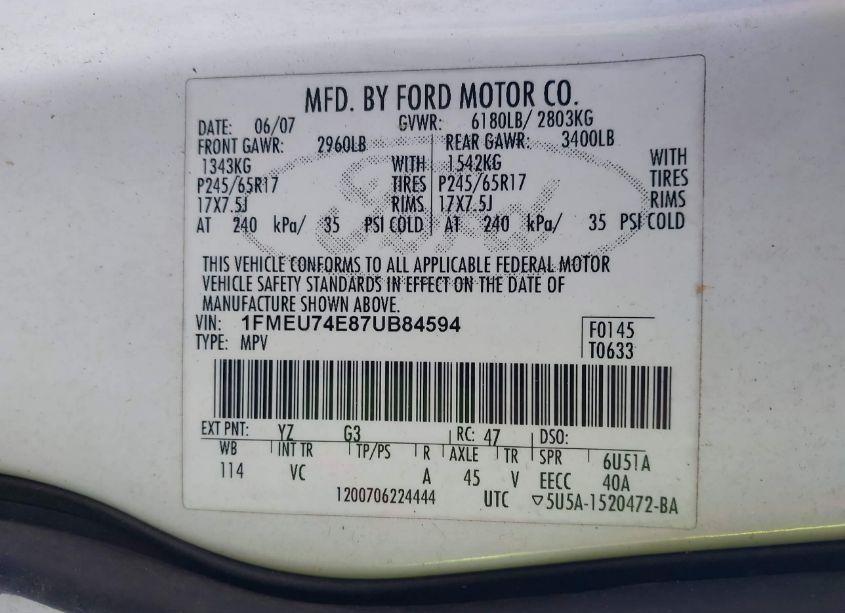 MFD. BY FORD MOTOR CO.
DATE: 06/07 GVWR: 6180LB/ 2803KG
FRONT GAWR: 2960LB REAR GAWR: 3400LB
1343KG WITH 1542KG WITH
P245/65R17 TIRES P245/65R17 TIRES
17X7.5J RIMS 17X7.5J RIMS
AT 240 kPa/ 35 PSI COLD AT 240 kPa/ 35 PSI COLD
Ford
THIS VEHICLE CONFORMS TO ALL APPLICABLE FEDERAL MOTOR
VEHICLE SAFETY STANDARDS IN EFFECT ON THE DATE OF
MANUFACTURE SHOWN ABOVE.
VIN: 1FMEU74E87UB84594 F0145
TYPE: MPV T0633
EXT PNT: YZ G3 RC: 47 DSO:
WB INT TR TP/PS R AXLE TR SPR 6U51A
114 VC A 45 V EECC 40A
1200706224444 UTC ▽5U5A-1520472-BA